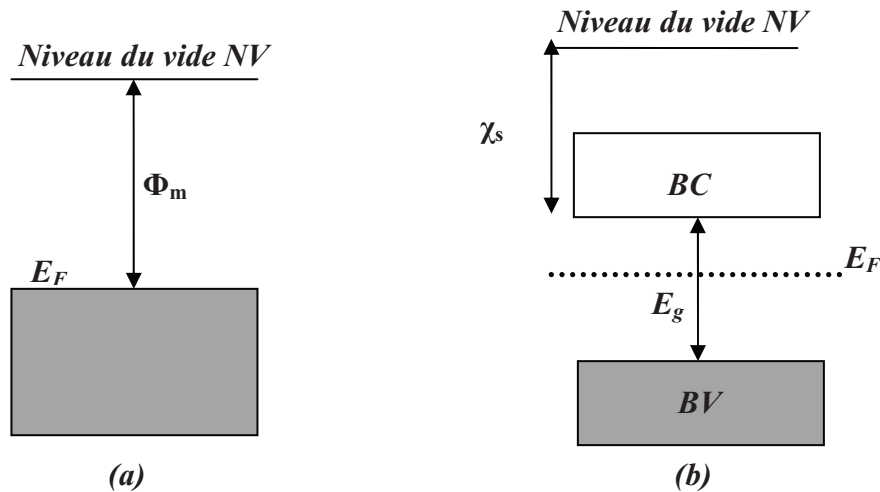 Niveau du vide NV
Φm
EF
(a)
Niveau du vide NV
χs
BC
EF
Eg
BV
(b)